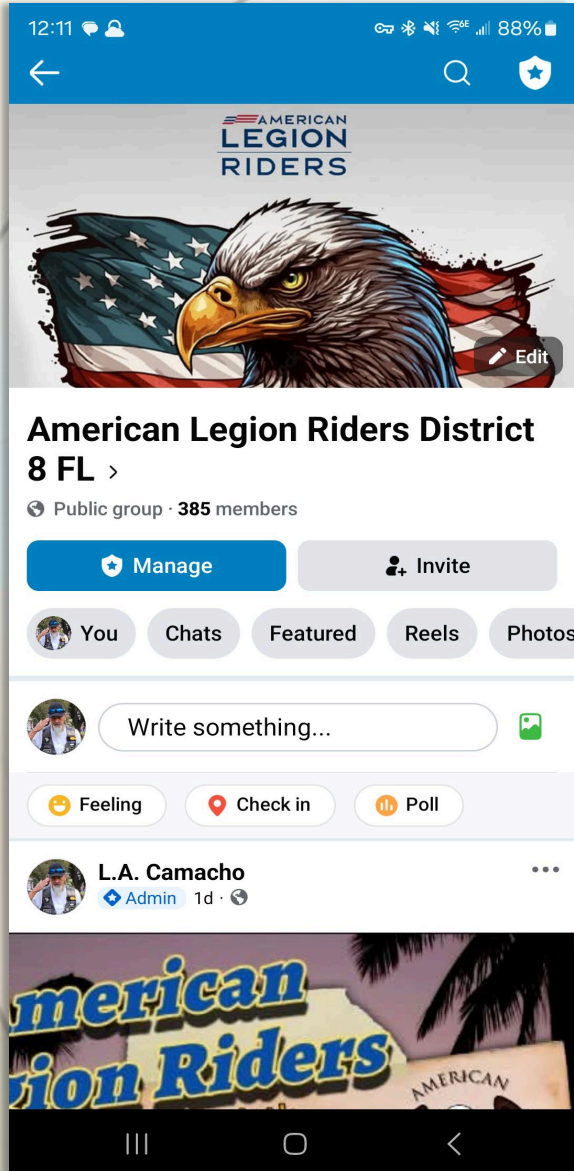 12:11
6E
88%
AMERICAN
LEGION
RIDERS
Edit
American Legion Riders District
8 FL >
Public group · 385 members
Manage
Invite
You
Chats
Featured
Reels
Photos
Write something...
Feeling
Check in
Poll
L.A. Camacho
Admin 1d ·
merican
ion Riders
AMERICAN